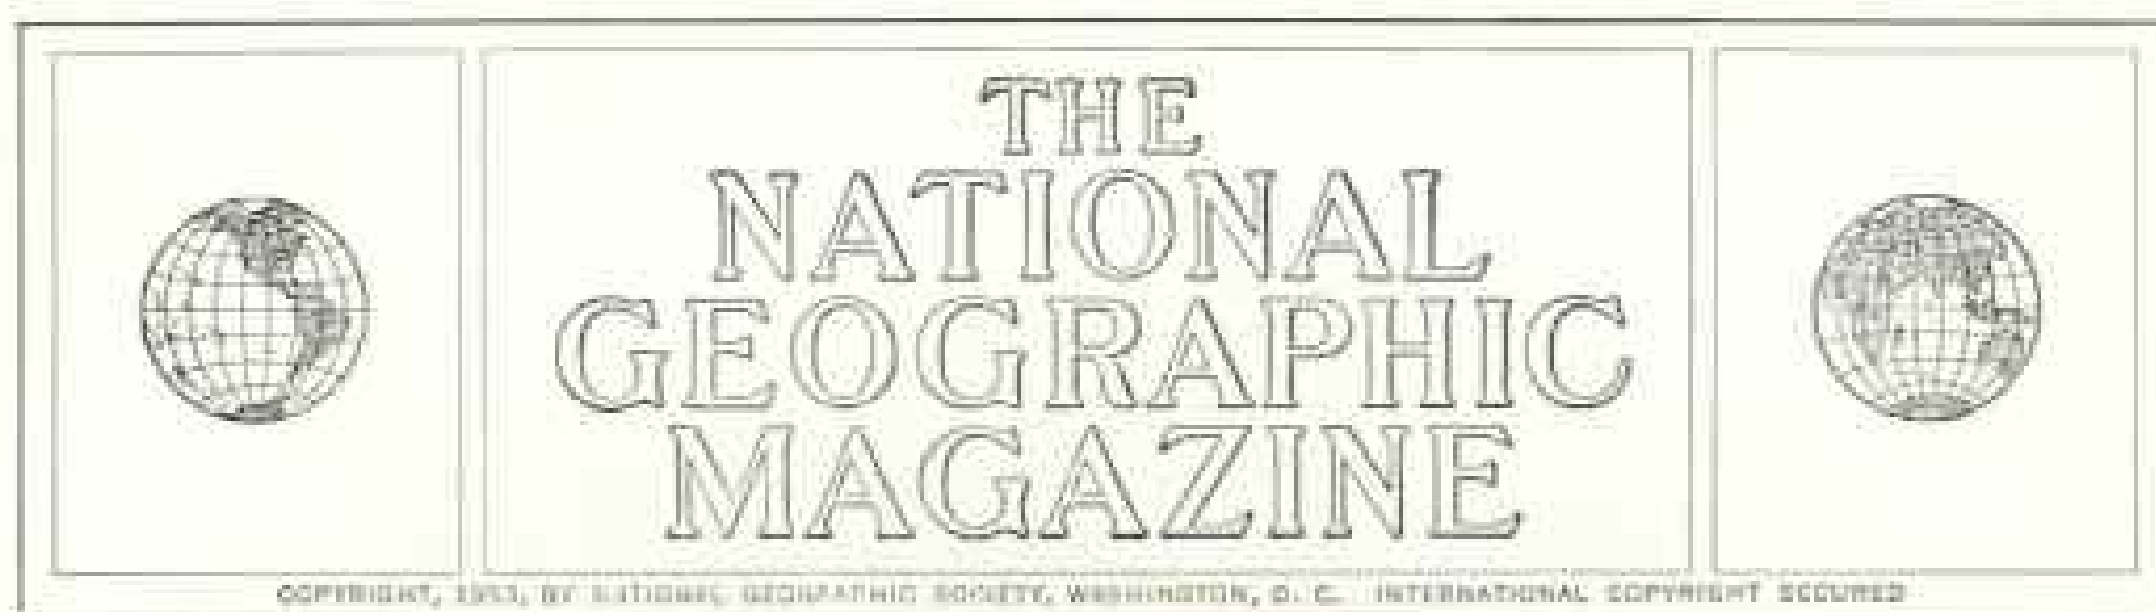 THE
NATIONAL
GEOGRAPHIC
MAGAZINE
COPYRIGHT, BY NATIONAL GEOGRAPHIC SOCIETY, WASHINGTON, D. C. INTERNATIONAL COPYRIGHT SECURED